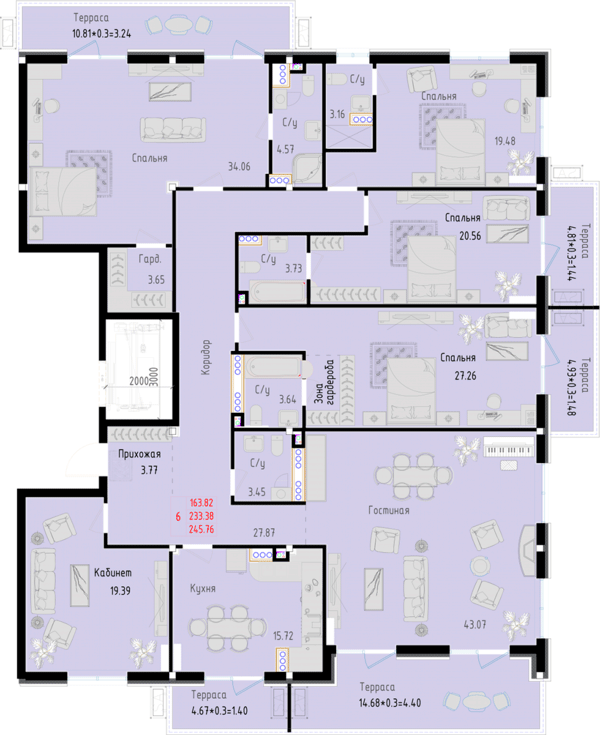 Терраса
10.81*0.3=3.24
С/у
4.57
С/у
3.16
Спальня
19.48
Спальня
34.06
Спальня
20.56
Терраса
4.81*0.3=1.44
Гард.
3.65
С/у
3.73
2000
3000
Коридор
Спальня
27.26
Терраса
4.93*0.3=1.48
С/у
3.64
Зона
гардероба
Прихожая
3.77
С/у
3.45
163.82
6 233.38
245.76
27.87
Гостиная
43.07
Кабинет
19.39
Кухня
15.72
Терраса
4.67*0.3=1.40
Терраса
14.68*0.3=4.40